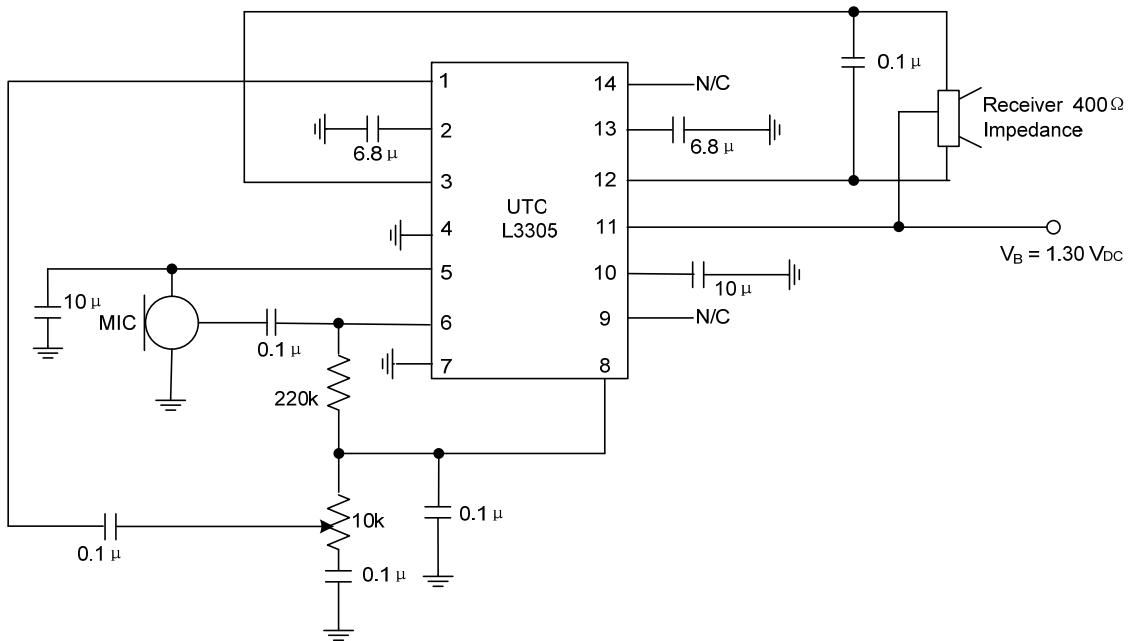 0.1 μ
1
14
N/C
Receiver 400Ω
Impedance
2
13
6.8 μ
6.8 μ
3
12
UTC
L3305
4
11
V_B = 1.30 V_DC
5
10
10 μ
10 μ
MIC
6
9
N/C
0.1 μ
7
8
220k
10k
0.1 μ
0.1 μ
0.1 μ